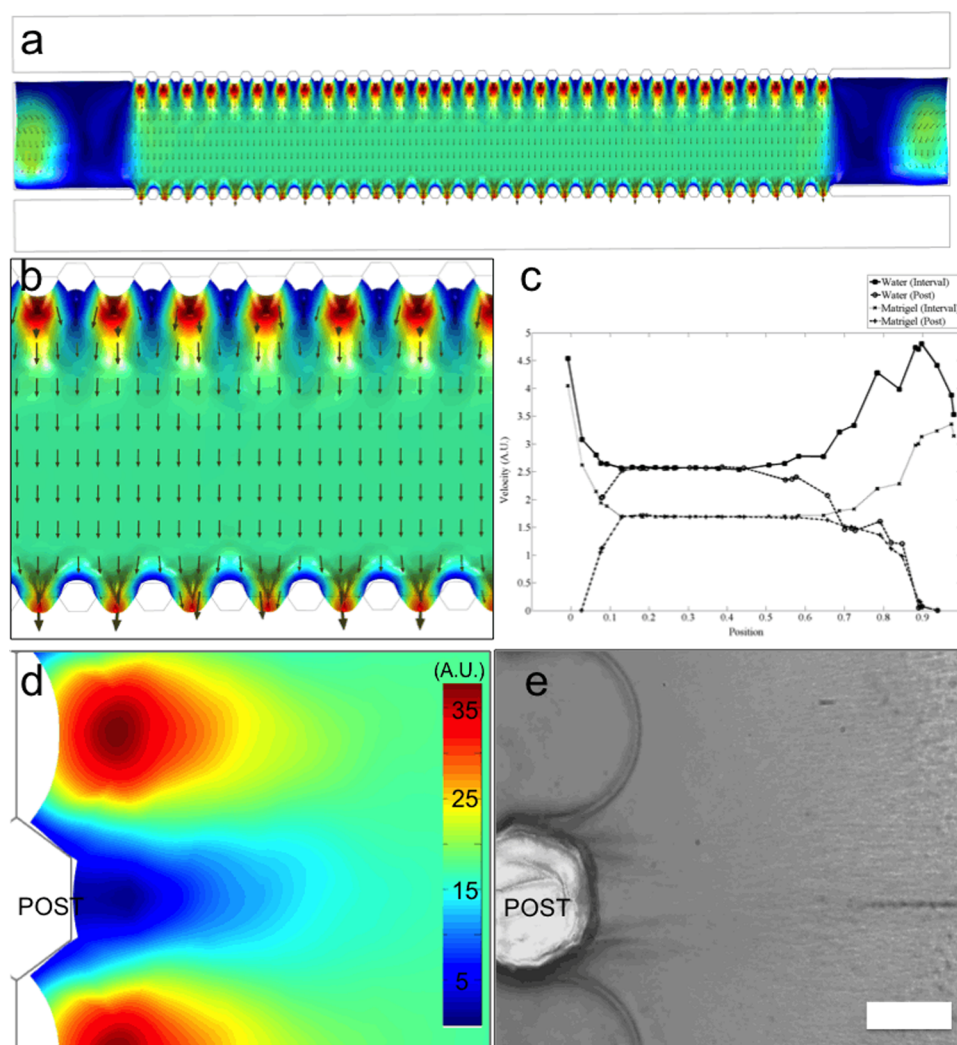 a
b
c
Water (Interval)
Water (Post)
Matrigel (Interval)
Matrigel (Post)
5
4.5
4
3.5
3
2.5
2
1.5
1
0.5
0
Velocity (A.U.)
0 0.1 0.2 0.3 0.4 0.5 0.6 0.7 0.8 0.9
Position
d
(A.U.)
35
25
15
5
POST
e
POST